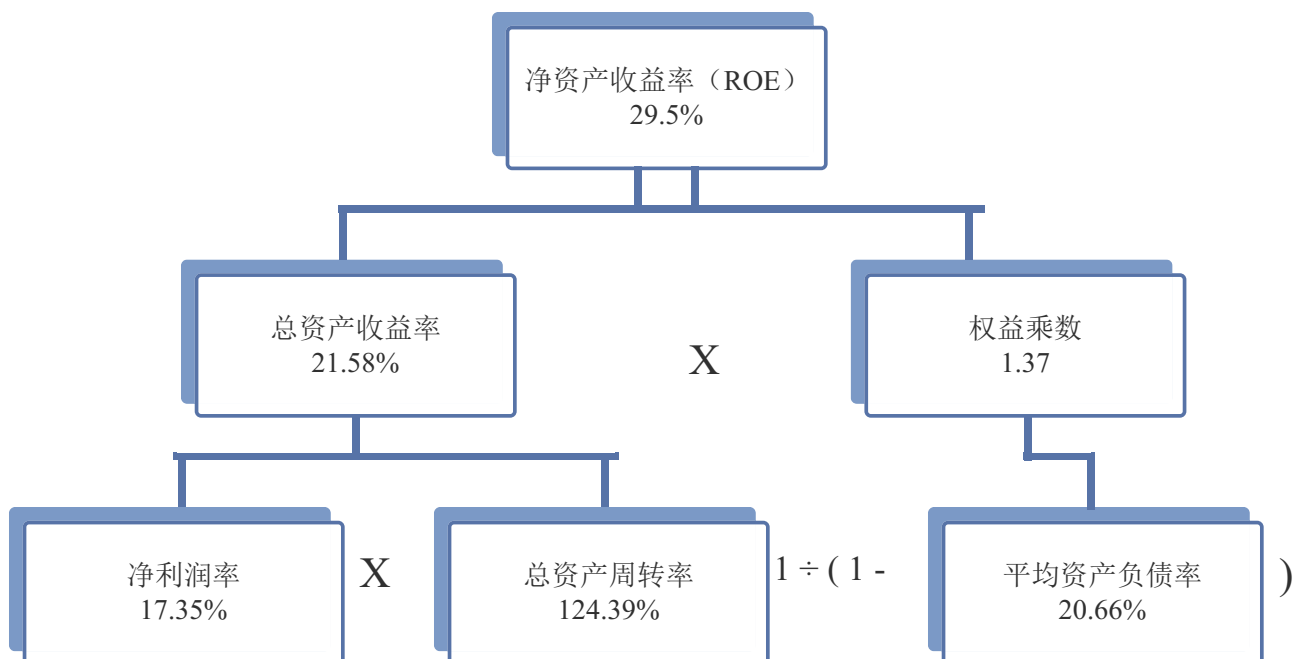 净资产收益率（ROE）
29.5%
总资产收益率
21.58%
X
权益乘数
1.37
净利润率
17.35%
X
总资产周转率
124.39%
1 ÷ ( 1 -
平均资产负债率
20.66%
)